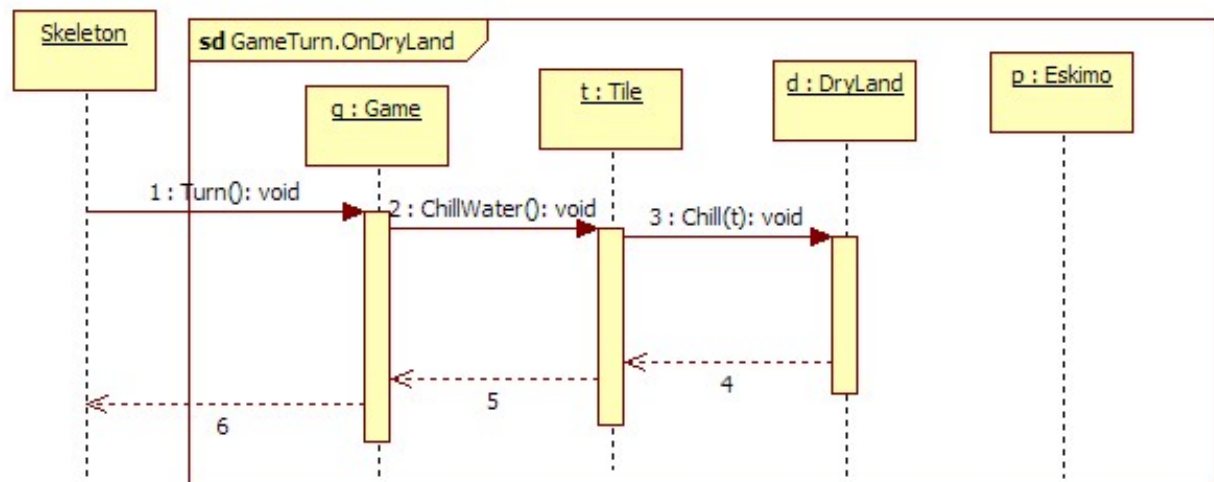 Skeleton
sd GameTurn.OnDryLand
g : Game
t : Tile
d : DryLand
p : Eskimo
1 : Turn(): void
2 : ChillWater(): void
3 : Chill(t): void
4
5
6